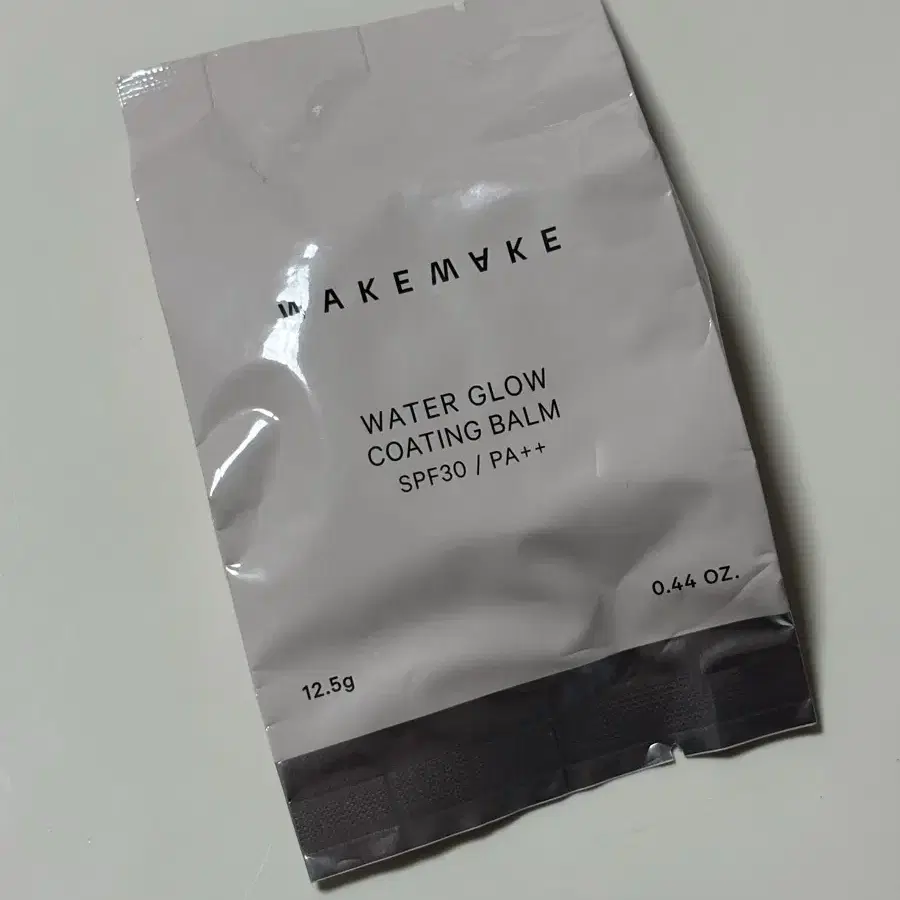 WAKEMAKE
WATER GLOW
COATING BALM
SPF30 / PA++
0.44 OZ.
12.5g